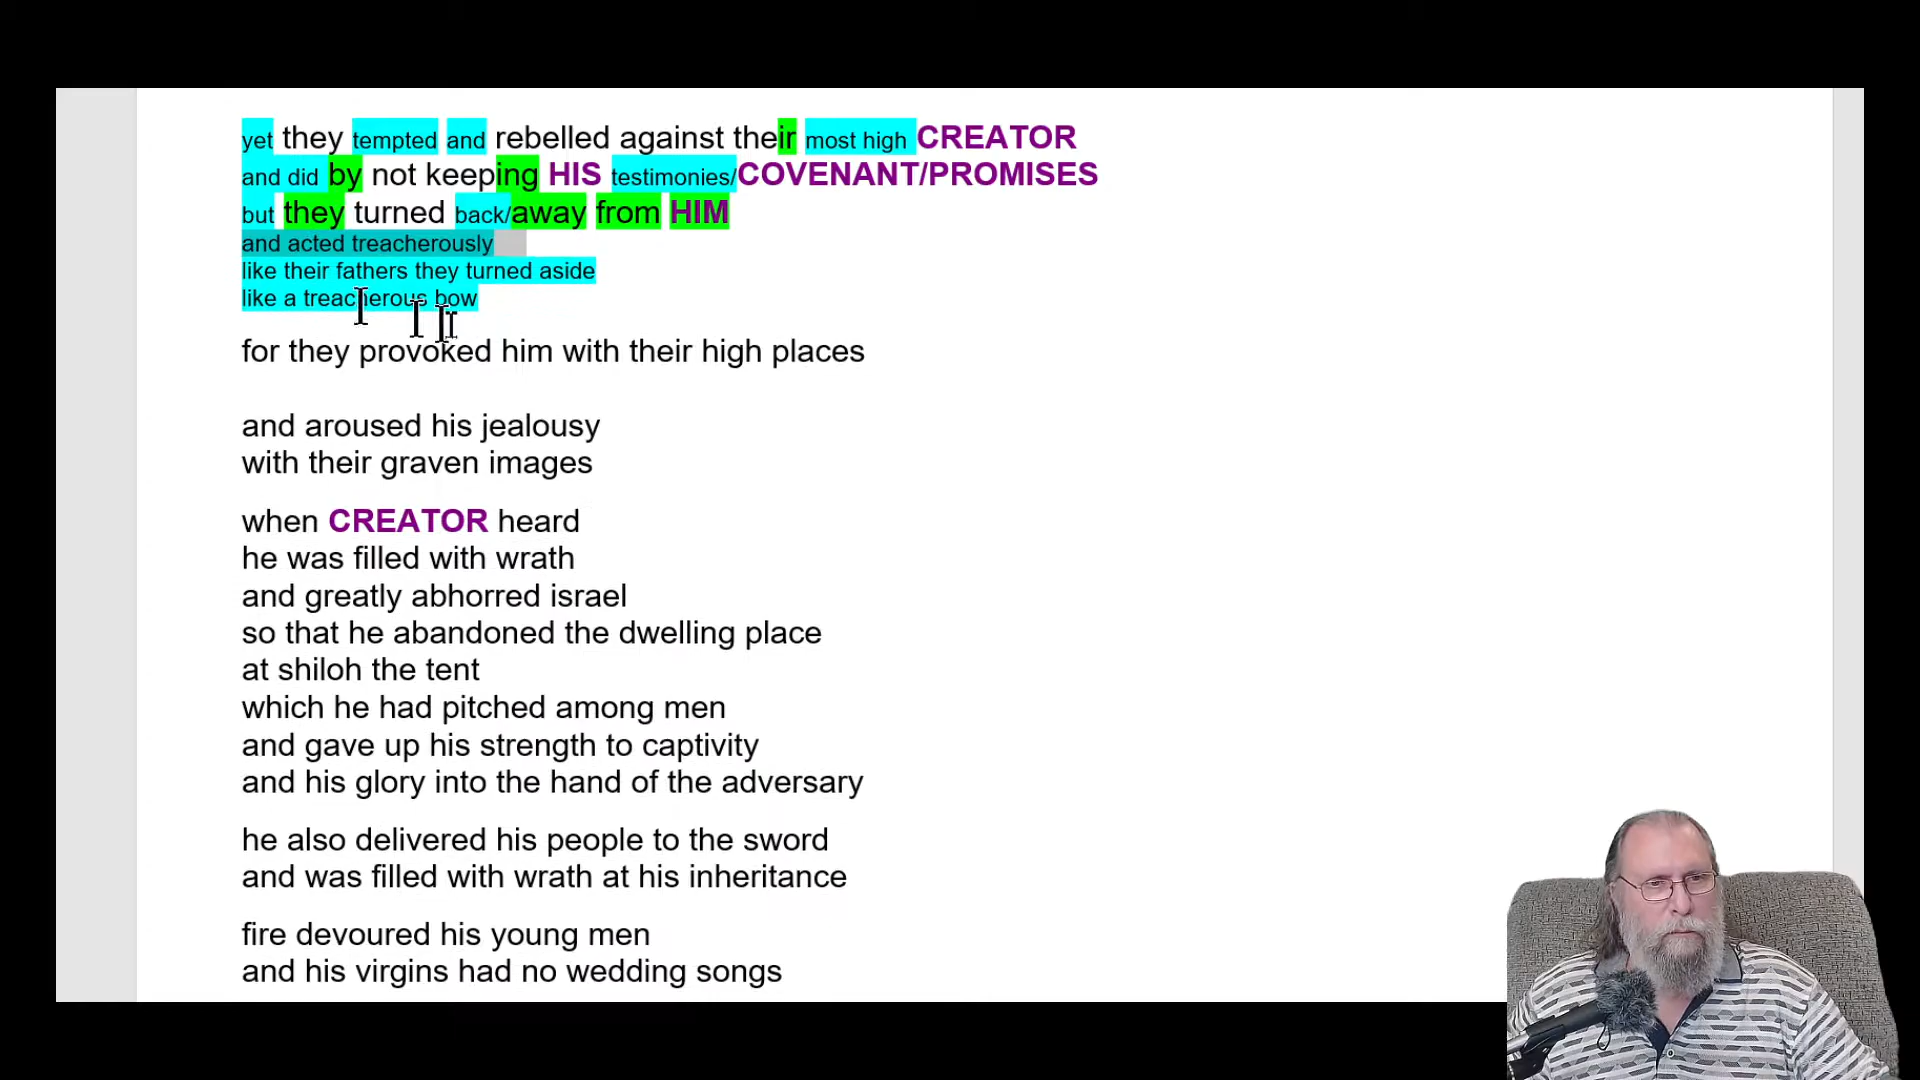 yet they tempted and rebelled against their most high CREATOR
and did by not keeping HIS testimonies/COVENANT/PROMISES
but they turned back/away from HIM
and acted treacherously
like their fathers they turned aside
like a treacherous bow
for they provoked him with their high places
and aroused his jealousy
with their graven images
when CREATOR heard
he was filled with wrath
and greatly abhorred israel
so that he abandoned the dwelling place
at shiloh the tent
which he had pitched among men
and gave up his strength to captivity
and his glory into the hand of the adversary
he also delivered his people to the sword
and was filled with wrath at his inheritance
fire devoured his young men
and his virgins had no wedding songs